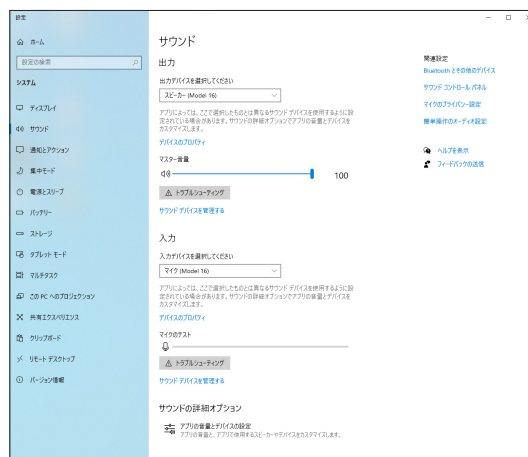 設定
ホーム
設定の検索
システム
ディスプレイ
サウンド
通知とアクション
集中モード
電源とスリープ
バッテリー
ストレージ
タブレット モード
マルチタスク
この PC へのプロジェクション
共有エクスペリエンス
クリップボード
リモート デスクトップ
バージョン情報
サウンド
出力
出力デバイスを選択してください
スピーカー (Model 16)
アプリによっては、ここで選択したものとは異なるサウンド デバイスを使用するように設
定されている場合があります。サウンドの詳細オプションでアプリの音量とデバイスを
カスタマイズします。
デバイスのプロパティ
マスター音量
100
トラブルシューティング
サウンド デバイスを管理する
入力
入力デバイスを選択してください
マイク (Model 16)
アプリによっては、ここで選択したものとは異なるサウンド デバイスを使用するように設
定されている場合があります。サウンドの詳細オプションでアプリの音量とデバイスを
カスタマイズします。
デバイスのプロパティ
マイクのテスト
トラブルシューティング
サウンド デバイスを管理する
サウンドの詳細オプション
アプリの音量とデバイスの設定
アプリの音量と、アプリで使用するスピーカーやデバイスをカスタマイズします。
関連設定
Bluetooth とその他のデバイス
サウンド コントロール パネル
マイクのプライバシー設定
簡単操作のオーディオ設定
ヘルプを表示
フィードバックの送信